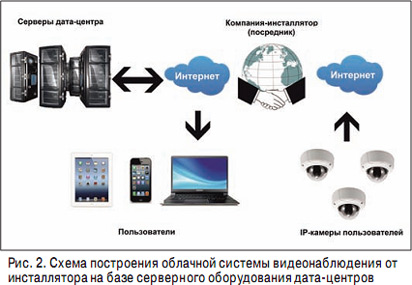 Серверы дата-центра
Компания-инсталлятор
(посредник)
Интернет
Интернет
Пользователи
IP-камеры пользователей
Рис. 2. Схема построения облачной системы видеонаблюдения от
инсталлятора на базе серверного оборудования дата-центров